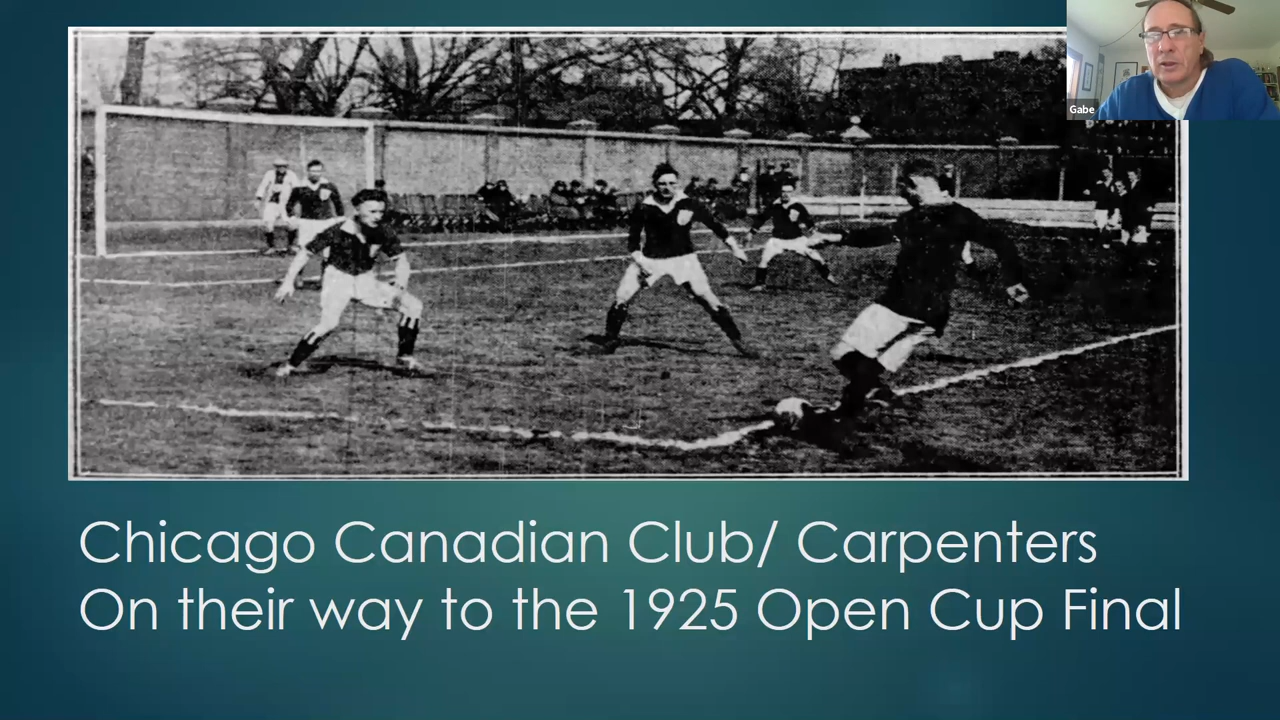 Gabe
Chicago Canadian Club/ Carpenters
On their way to the 1925 Open Cup Final